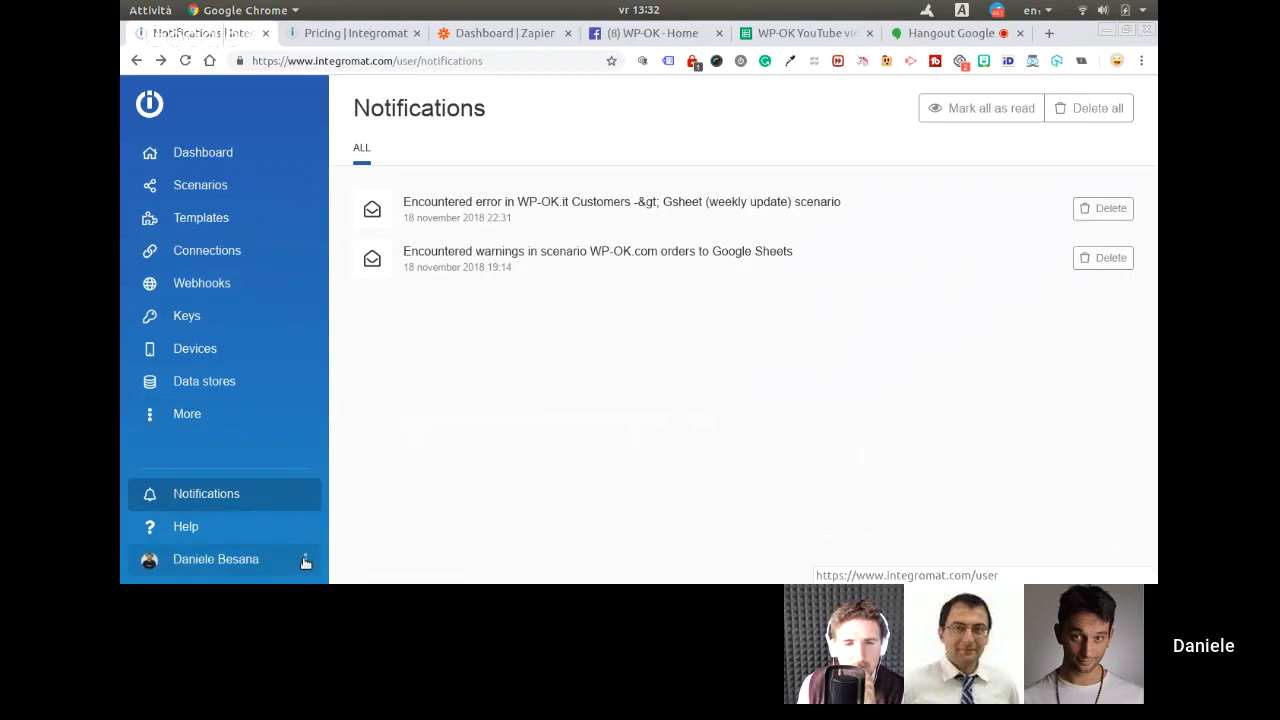 Attività
Google Chrome
vr 13:32
en₁
Notifications | Integ
Pricing | Integromat
Dashboard | Zapier
(8) WP-OK - Home
WP-OK YouTube vi
Hangout Google
https://www.integromat.com/user/notifications
Notifications
Mark all as read
Delete all
ALL
Dashboard
Scenarios
Templates
Connections
Webhooks
Keys
Devices
Data stores
More
Notifications
Help
Daniele Besana
Encountered error in WP-OK.it Customers -&gt; Gsheet (weekly update) scenario
18 november 2018 22:31
Delete
Encountered warnings in scenario WP-OK.com orders to Google Sheets
18 november 2018 19:14
Delete
https://www.integromat.com/user
Daniele